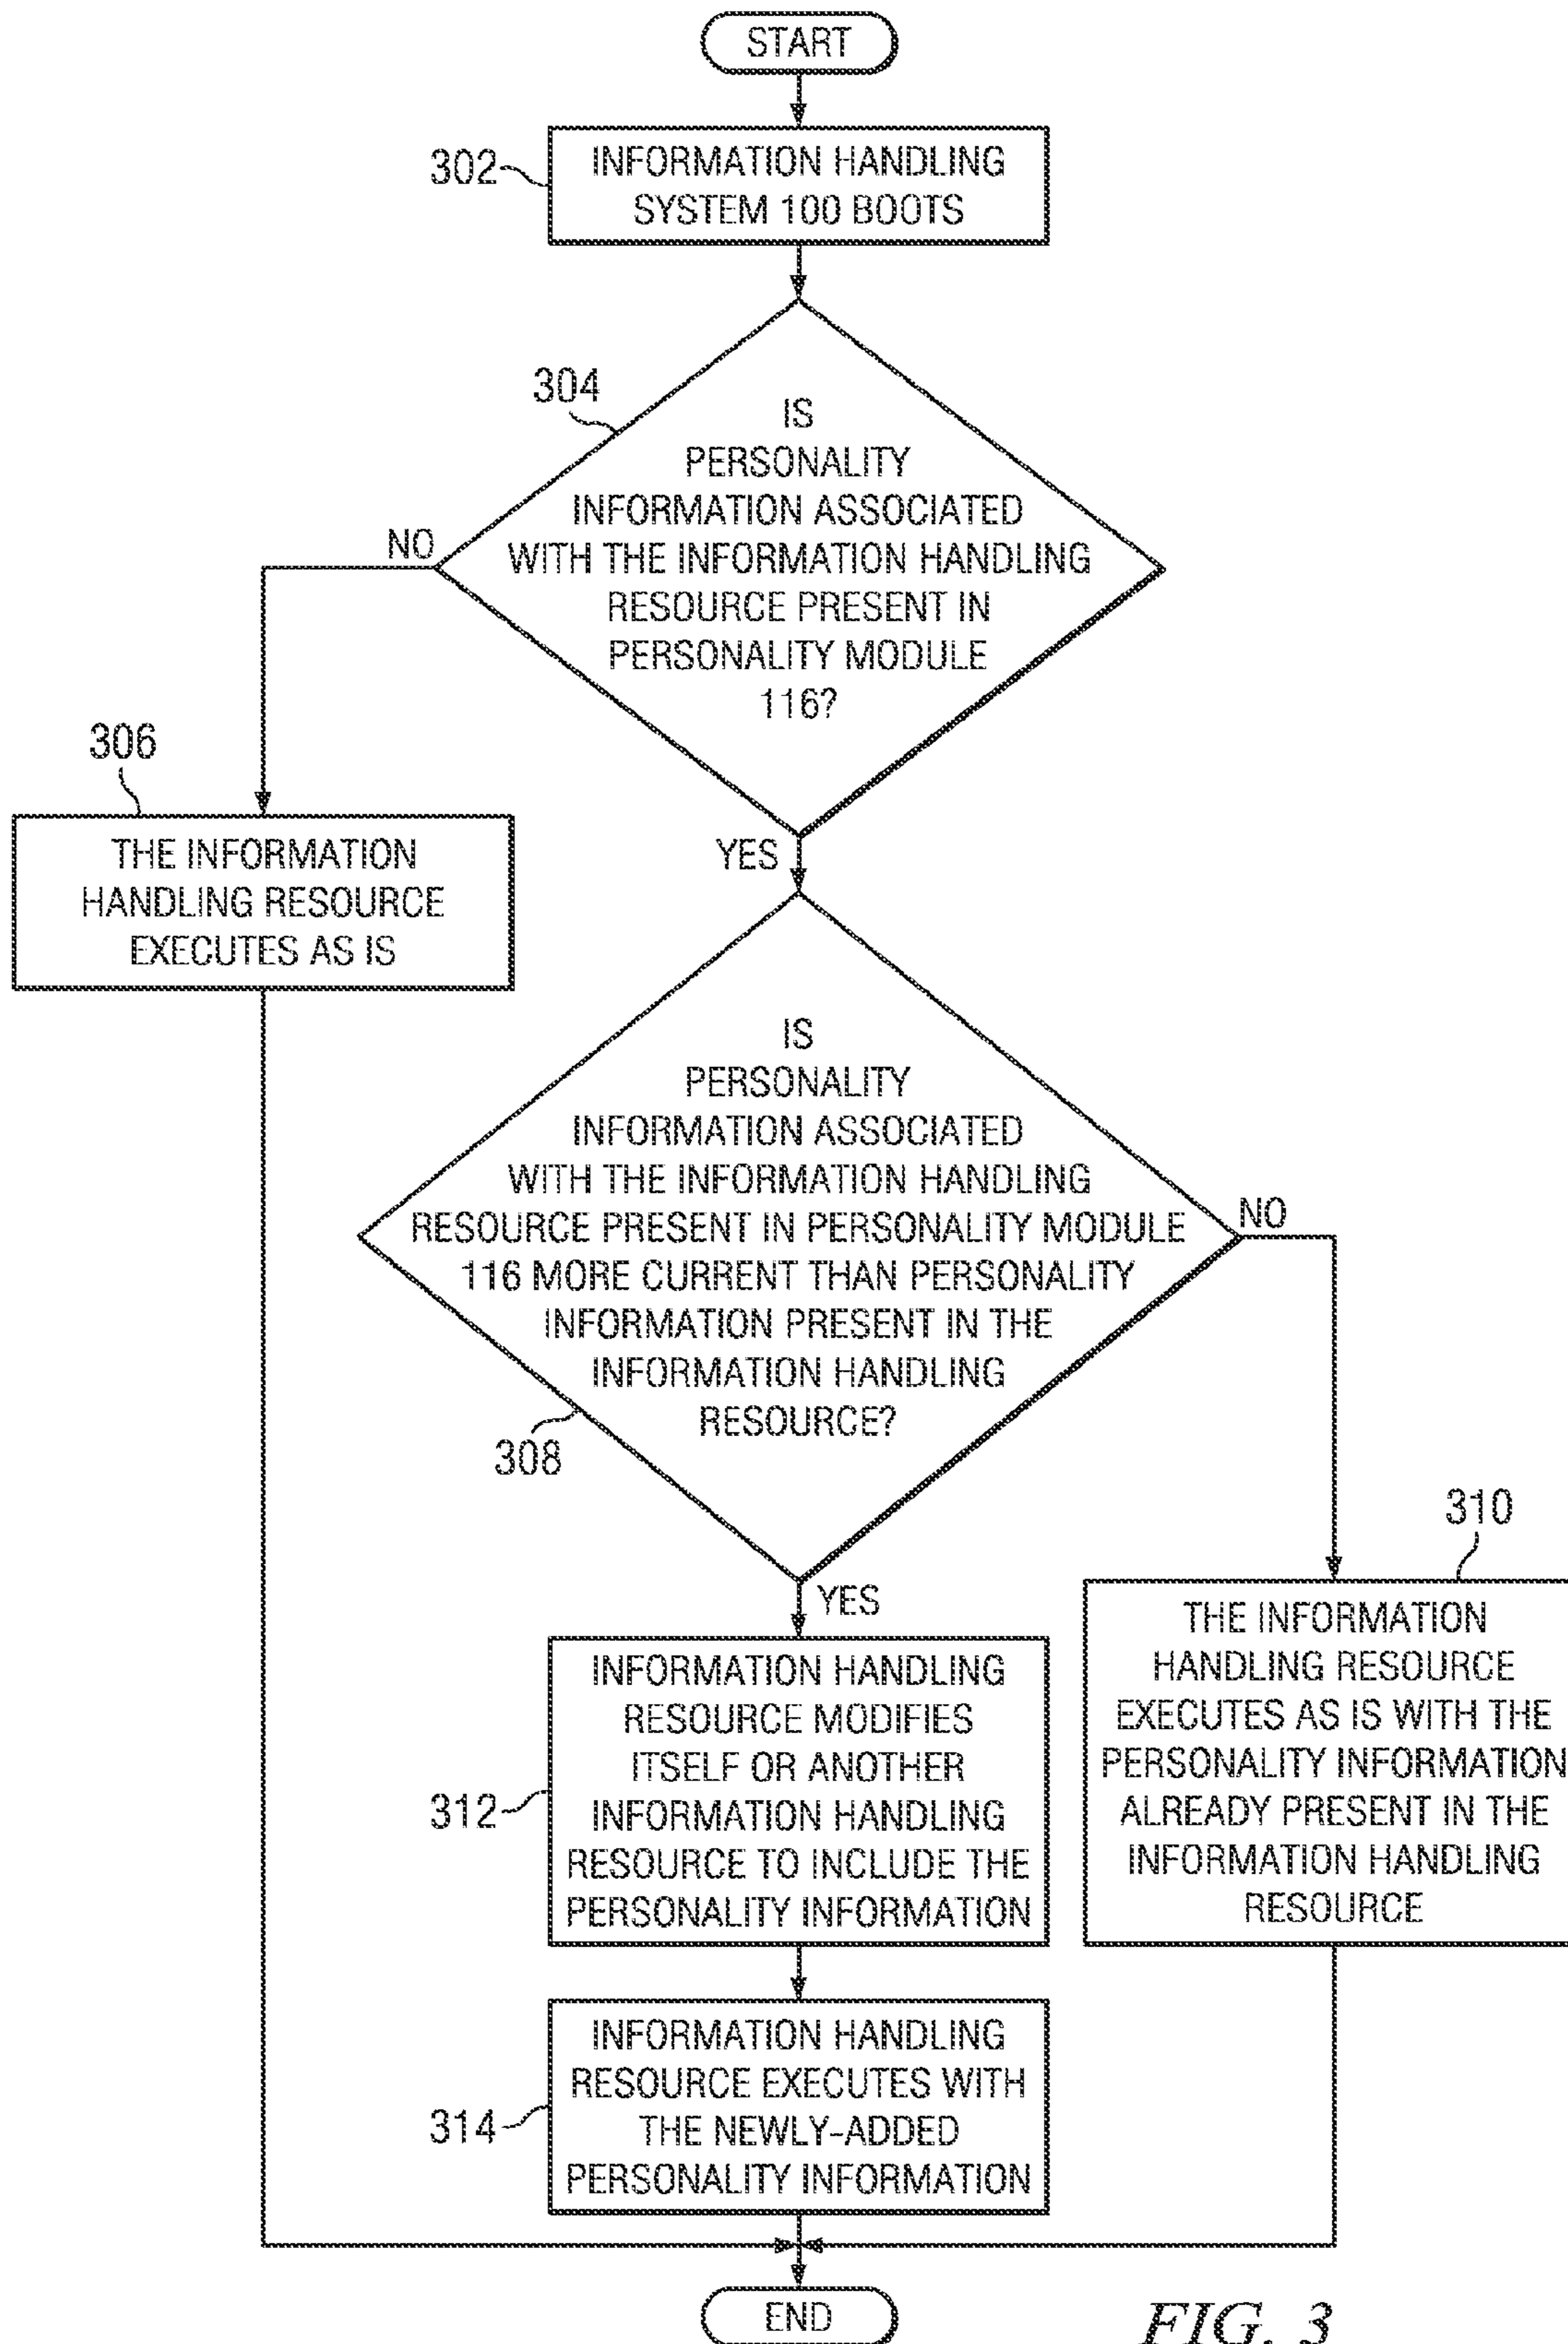 START
302
INFORMATION HANDLING
SYSTEM 100 BOOTS
304
IS
PERSONALITY
INFORMATION ASSOCIATED
WITH THE INFORMATION HANDLING
RESOURCE PRESENT IN
PERSONALITY MODULE
116?
NO
YES
306
THE INFORMATION
HANDLING RESOURCE
EXECUTES AS IS
IS
PERSONALITY
INFORMATION ASSOCIATED
WITH THE INFORMATION HANDLING
RESOURCE PRESENT IN PERSONALITY MODULE
116 MORE CURRENT THAN PERSONALITY
INFORMATION PRESENT IN THE
INFORMATION HANDLING
RESOURCE?
308
NO
YES
310
THE INFORMATION
HANDLING RESOURCE
EXECUTES AS IS WITH THE
PERSONALITY INFORMATION
ALREADY PRESENT IN THE
INFORMATION HANDLING
RESOURCE
312
INFORMATION HANDLING
RESOURCE MODIFIES
ITSELF OR ANOTHER
INFORMATION HANDLING
RESOURCE TO INCLUDE THE
PERSONALITY INFORMATION
314
INFORMATION HANDLING
RESOURCE EXECUTES WITH
THE NEWLY-ADDED
PERSONALITY INFORMATION
END
FIG. 3